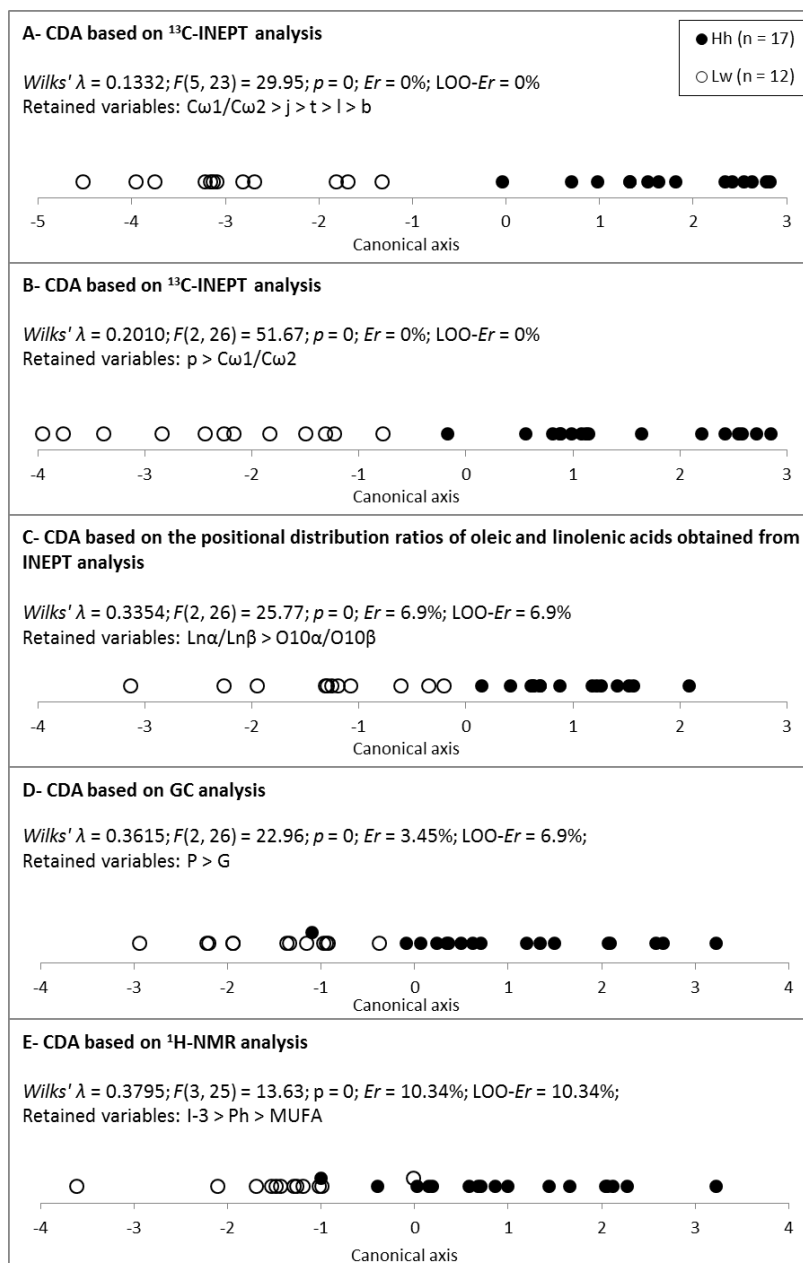 A- CDA based on ¹³C-INEPT analysis
● Hh (n = 17)
○ Lw (n = 12)
Wilks' λ = 0.1332; F(5, 23) = 29.95; p = 0; Er = 0%; LOO-Er = 0%
Retained variables: Cω1/Cω2 > j > t > l > b
-5 -4 -3 -2 -1 0 1 2 3
Canonical axis
B- CDA based on ¹³C-INEPT analysis
Wilks' λ = 0.2010; F(2, 26) = 51.67; p = 0; Er = 0%; LOO-Er = 0%
Retained variables: p > Cω1/Cω2
-4 -3 -2 -1 0 1 2 3
Canonical axis
C- CDA based on the positional distribution ratios of oleic and linolenic acids obtained from
INEPT analysis
Wilks' λ = 0.3354; F(2, 26) = 25.77; p = 0; Er = 6.9%; LOO-Er = 6.9%
Retained variables: Lnα/Lnβ > O10α/O10β
-4 -3 -2 -1 0 1 2 3
Canonical axis
D- CDA based on GC analysis
Wilks' λ = 0.3615; F(2, 26) = 22.96; p = 0; Er = 3.45%; LOO-Er = 6.9%;
Retained variables: P > G
-4 -3 -2 -1 0 1 2 3 4
Canonical axis
E- CDA based on ¹H-NMR analysis
Wilks' λ = 0.3795; F(3, 25) = 13.63; p = 0; Er = 10.34%; LOO-Er = 10.34%;
Retained variables: I-3 > Ph > MUFA
-4 -3 -2 -1 0 1 2 3 4
Canonical axis